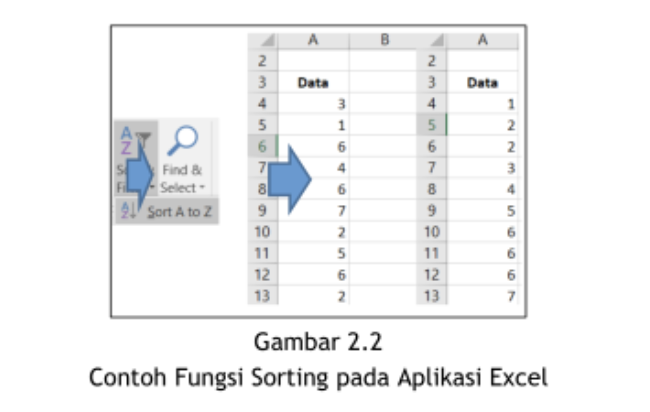 A B A
2 2
3 Data 3 Data
4 3 4 1
5 1 5 2
6 6 6 2
7 4 7 3
8 6 8 4
9 7 9 5
10 2 10 6
11 5 11 6
12 6 12 6
13 2 13 7
Find &
Select
Sort A to Z
Gambar 2.2
Contoh Fungsi Sorting pada Aplikasi Excel